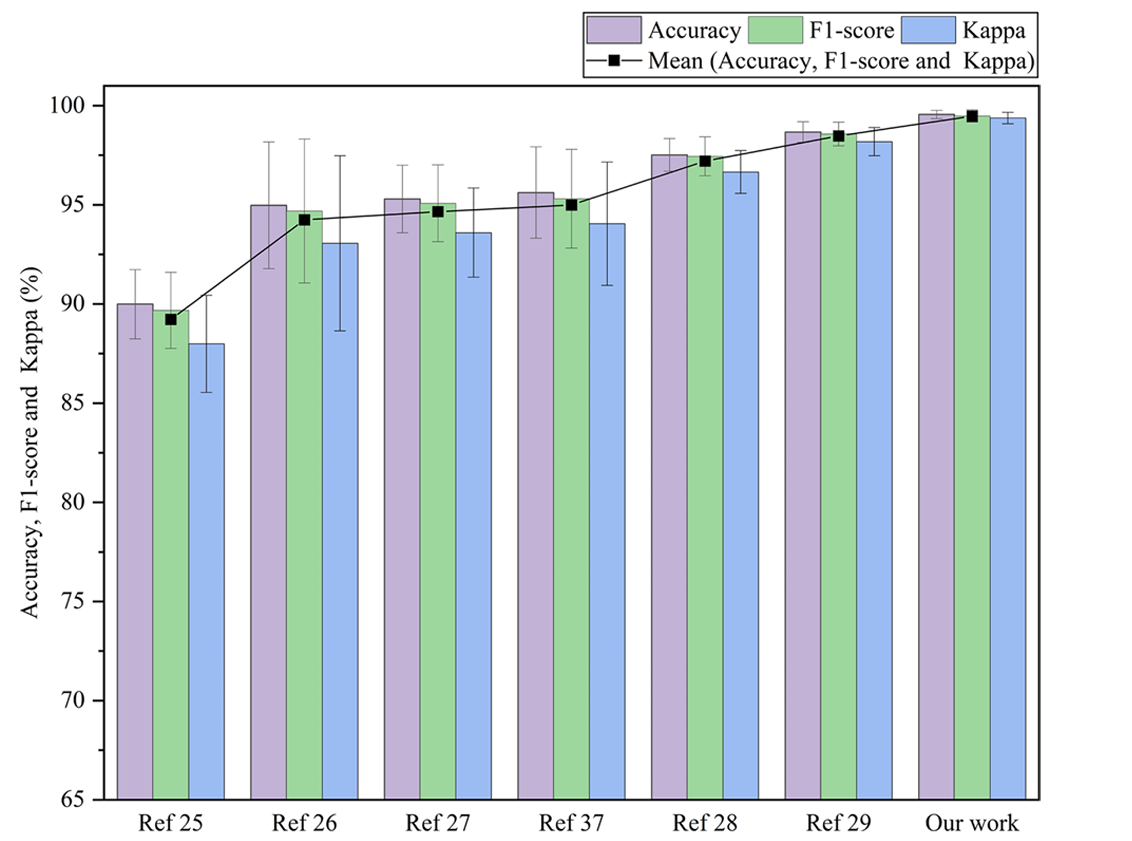 Accuracy F1-score Kappa
Mean (Accuracy, F1-score and Kappa)
Accuracy, F1-score and Kappa (%)
100
95
90
85
80
75
70
65
Ref 25 Ref 26 Ref 27 Ref 37 Ref 28 Ref 29 Our work